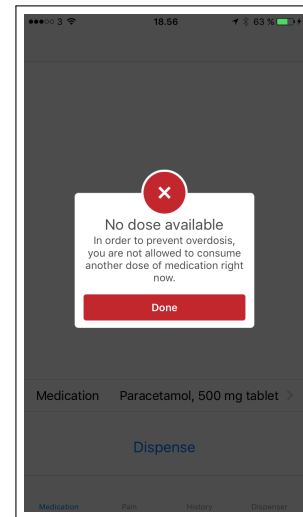 3 18.56 63 %
No dose available
In order to prevent overdosis,
you are not allowed to consume
another dose of medication right
now.
Done
Medication Paracetamol, 500 mg tablet
Dispense
Medication Pain History Dispenser